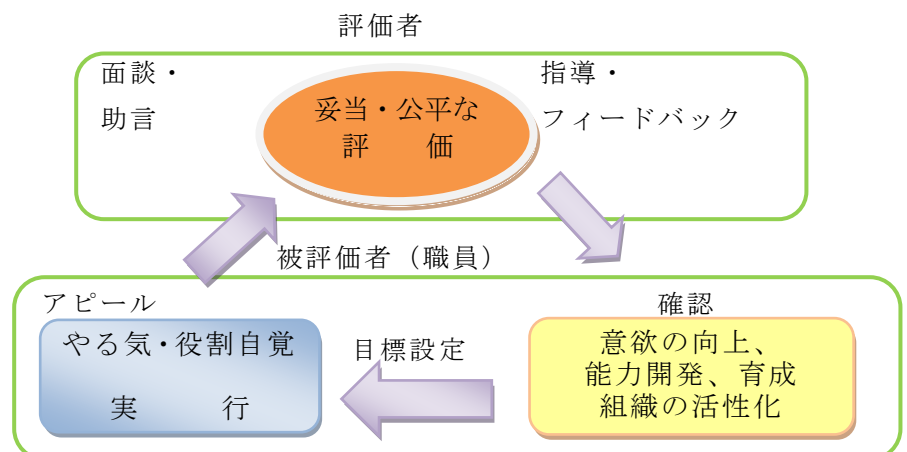 評価者
面談・
助言
妥当・公平な
評　価
指導・
フィードバック
被評価者（職員）
アピール
やる気・役割自覚
実　行
目標設定
確認
意欲の向上、
能力開発、育成
組織の活性化